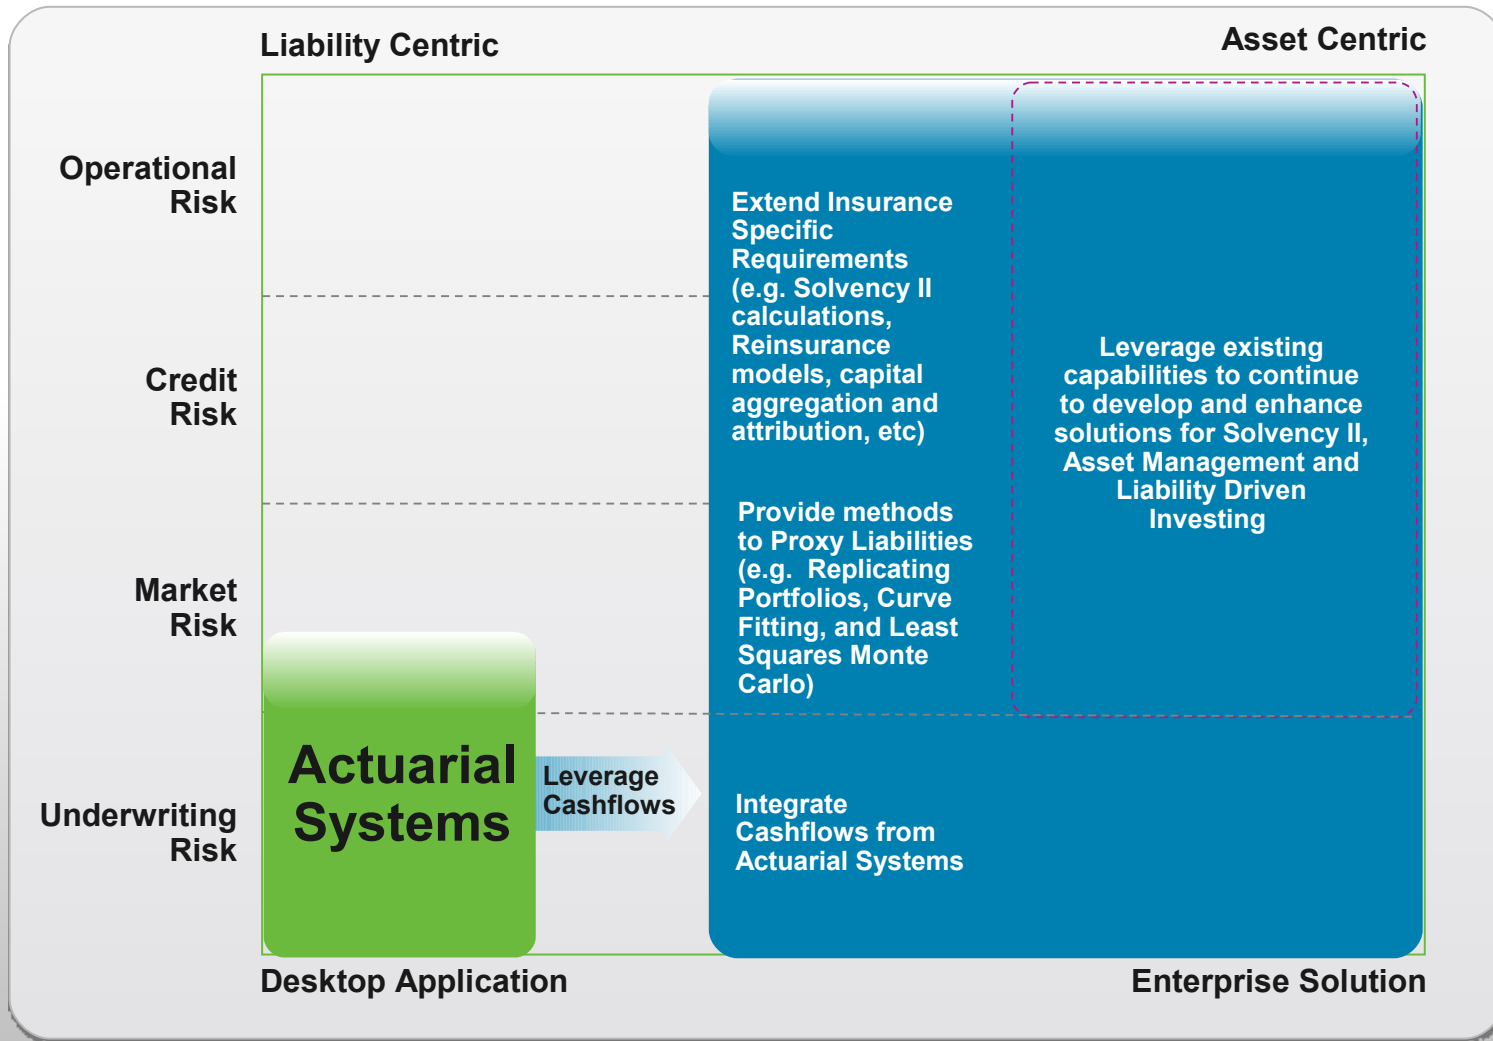 Liability Centric
Asset Centric
Operational
Risk
Credit
Risk
Market
Risk
Underwriting
Risk
Actuarial
Systems
Leverage
Cashflows
Extend Insurance
Specific
Requirements
(e.g. Solvency II
calculations,
Reinsurance
models, capital
aggregation and
attribution, etc)
Provide methods
to Proxy Liabilities
(e.g. Replicating
Portfolios, Curve
Fitting, and Least
Squares Monte
Carlo)
Integrate
Cashflows from
Actuarial Systems
Leverage existing
capabilities to continue
to develop and enhance
solutions for Solvency II,
Asset Management and
Liability Driven
Investing
Desktop Application
Enterprise Solution